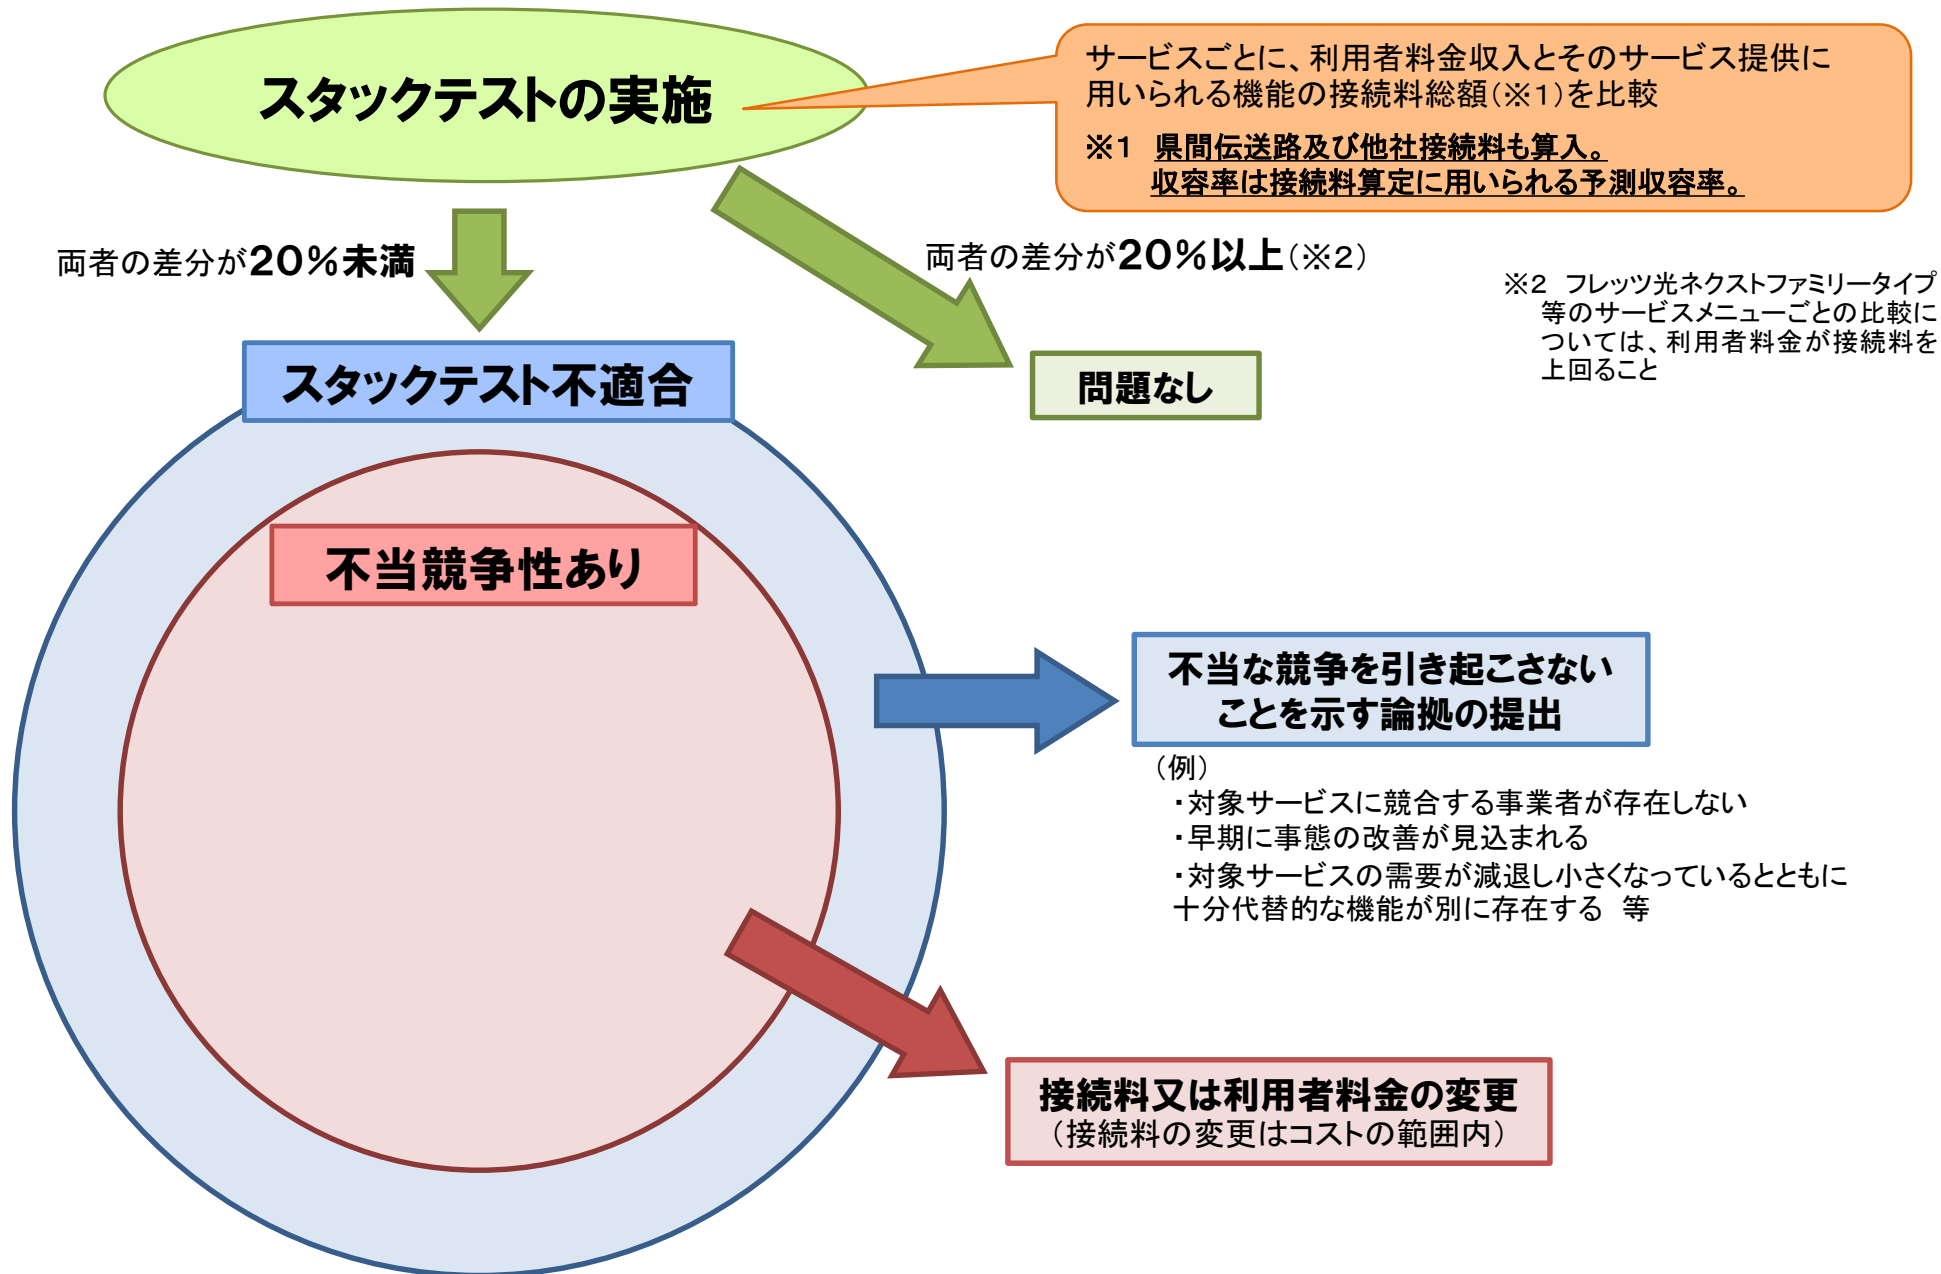 スタックテストの実施
サービスごとに、利用者料金収入とそのサービス提供に
用いられる機能の接続料総額(※1)を比較
※1　県間伝送路及び他社接続料も算入。
収容率は接続料算定に用いられる予測収容率。
両者の差分が20%未満
両者の差分が20%以上(※2)
※2　フレッツ光ネクストファミリータイプ
等のサービスメニューごとの比較に
ついては、利用者料金が接続料を
上回ること
スタックテスト不適合
問題なし
不当競争性あり
不当な競争を引き起こさない
ことを示す論拠の提出
(例)
・対象サービスに競合する事業者が存在しない
・早期に事態の改善が見込まれる
・対象サービスの需要が減退し小さくなっているとともに
十分代替的な機能が別に存在する　等
接続料又は利用者料金の変更
(接続料の変更はコストの範囲内)